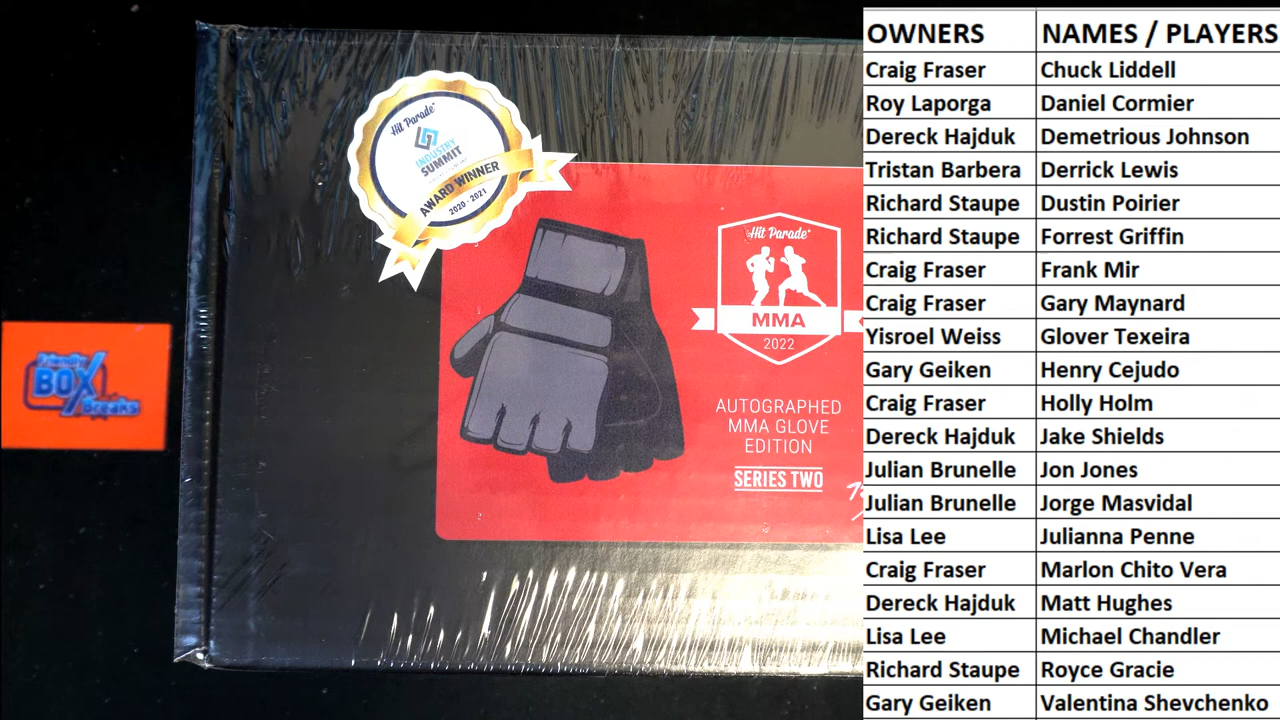 Hit Parade
INDUSTRY
SUMMIT
AWARD WINNER
2020 - 2021
Friendly
BOX
Breaks
Hit Parade
MMA
2022
AUTOGRAPHED
MMA GLOVE
EDITION
SERIES TWO
OWNERS NAMES / PLAYERS
Craig Fraser Chuck Liddell
Roy Laporga Daniel Cormier
Dereck Hajduk Demetrious Johnson
Tristan Barbera Derrick Lewis
Richard Staupe Dustin Poirier
Richard Staupe Forrest Griffin
Craig Fraser Frank Mir
Craig Fraser Gary Maynard
Yisroel Weiss Glover Texeira
Gary Geiken Henry Cejudo
Craig Fraser Holly Holm
Dereck Hajduk Jake Shields
Julian Brunelle Jon Jones
Julian Brunelle Jorge Masvidal
Lisa Lee Julianna Penne
Craig Fraser Marlon Chito Vera
Dereck Hajduk Matt Hughes
Lisa Lee Michael Chandler
Richard Staupe Royce Gracie
Gary Geiken Valentina Shevchenko